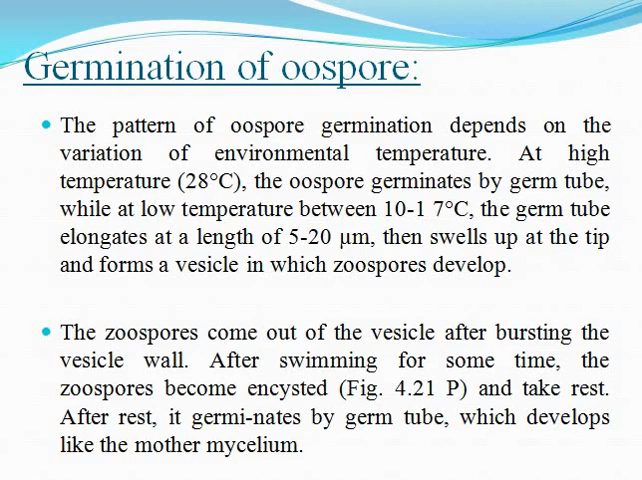 Germination of oospore:
The pattern of oospore germination depends on the
variation of environmental temperature. At high
temperature (28°C), the oospore germinates by germ tube,
while at low temperature between 10-1 7°C, the germ tube
elongates at a length of 5-20 µm, then swells up at the tip
and forms a vesicle in which zoospores develop.
The zoospores come out of the vesicle after bursting the
vesicle wall. After swimming for some time, the
zoospores become encysted (Fig. 4.21 P) and take rest.
After rest, it germi-nates by germ tube, which develops
like the mother mycelium.